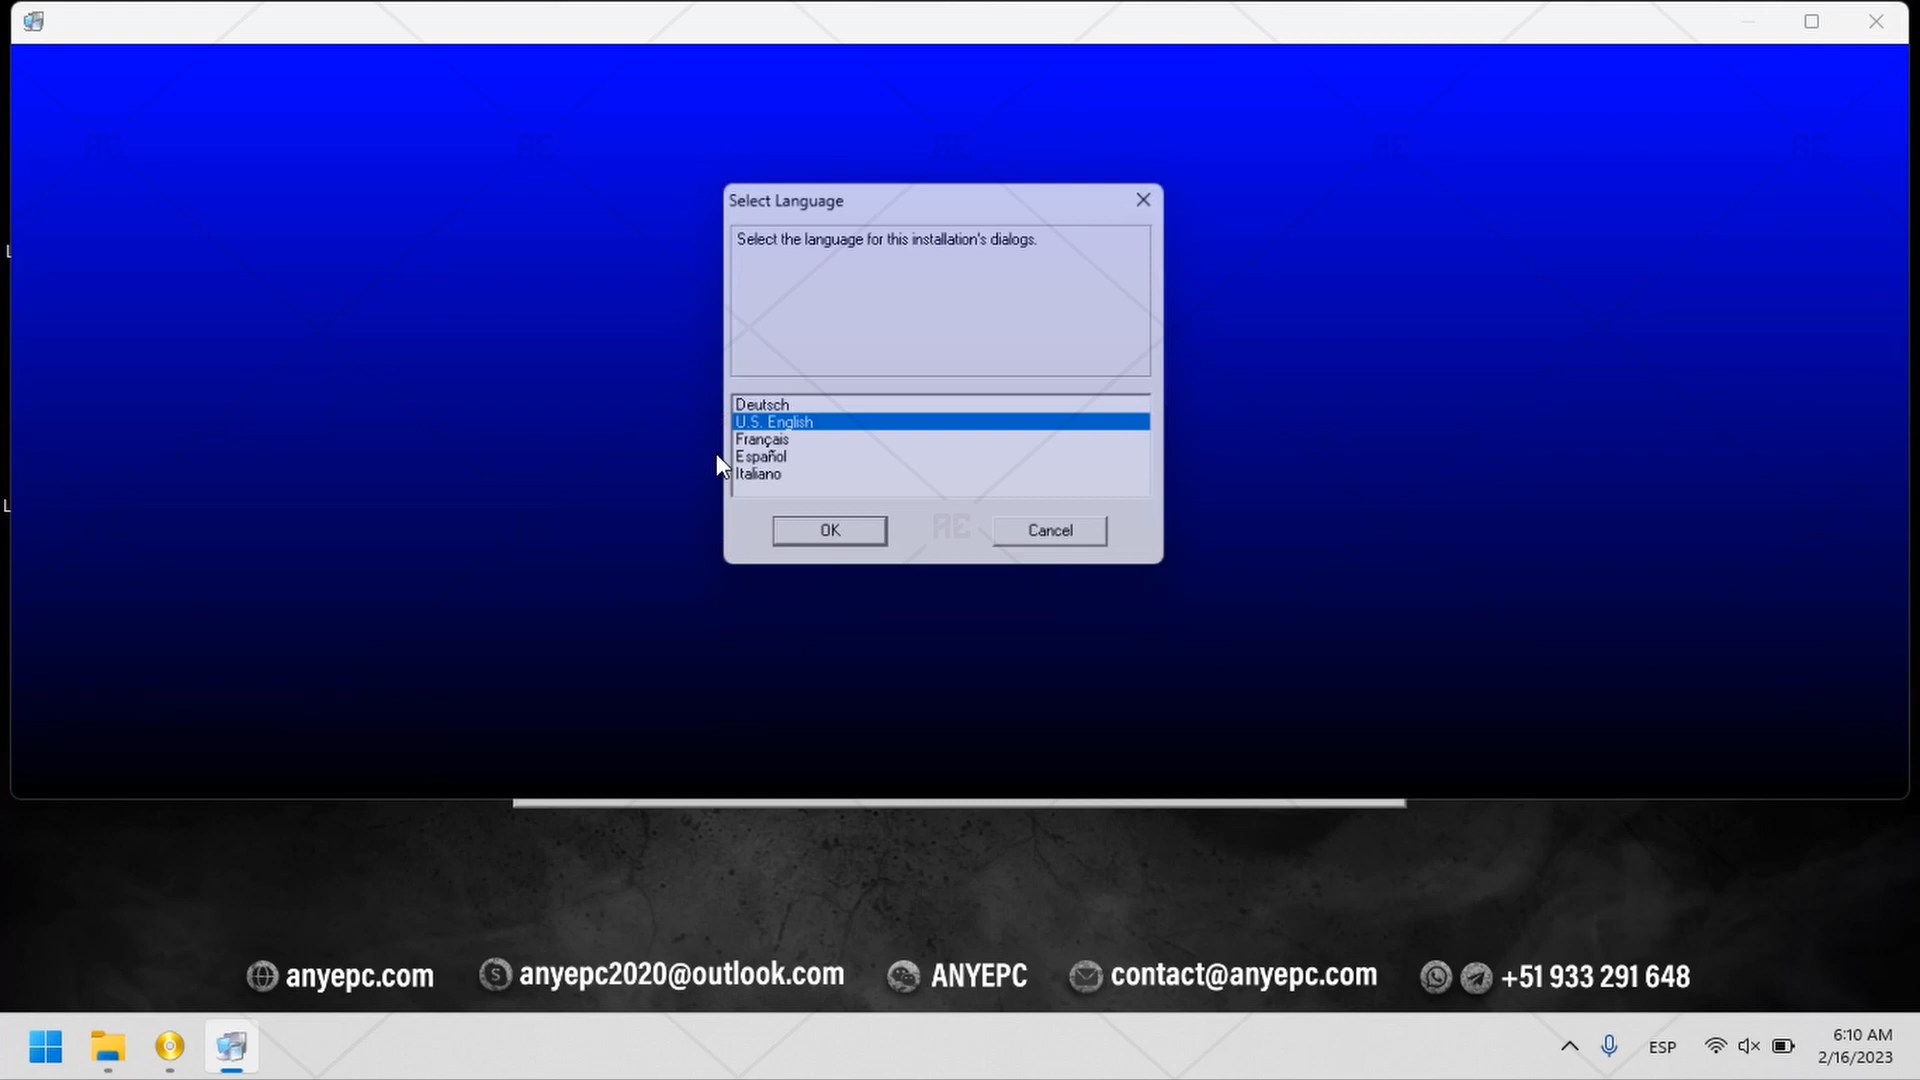 Select Language
Select the language for this installation's dialogs.
Deutsch
U.S. English
Français
Español
Italiano
OK
Cancel
anyepc.com
anyepc2020@outlook.com
ANYEPC
contact@anyepc.com
+51 933 291 648
ESP
6:10 AM
2/16/2023